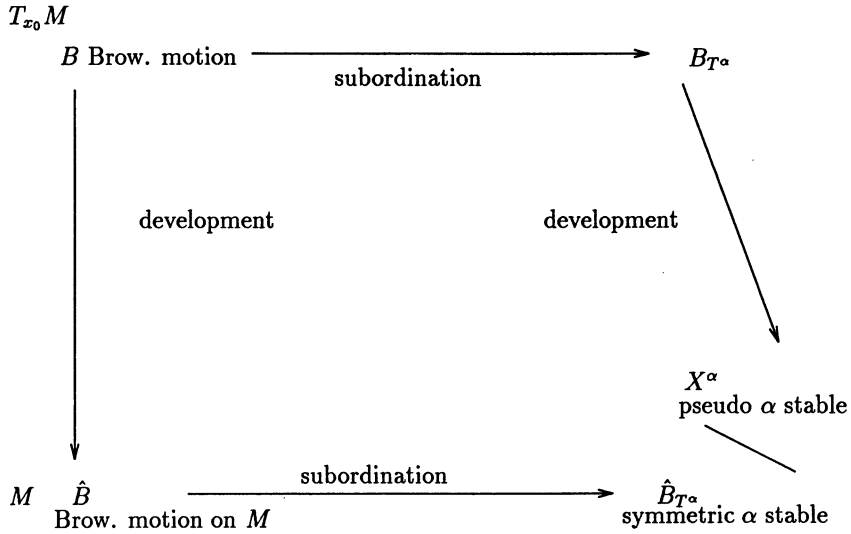 T_{x_0}M
B Brow. motion
subordination
B_{T^α}
development
development
X^α
pseudo α stable
subordination
M B̂
Brow. motion on M
B̂_{T^α}
symmetric α stable